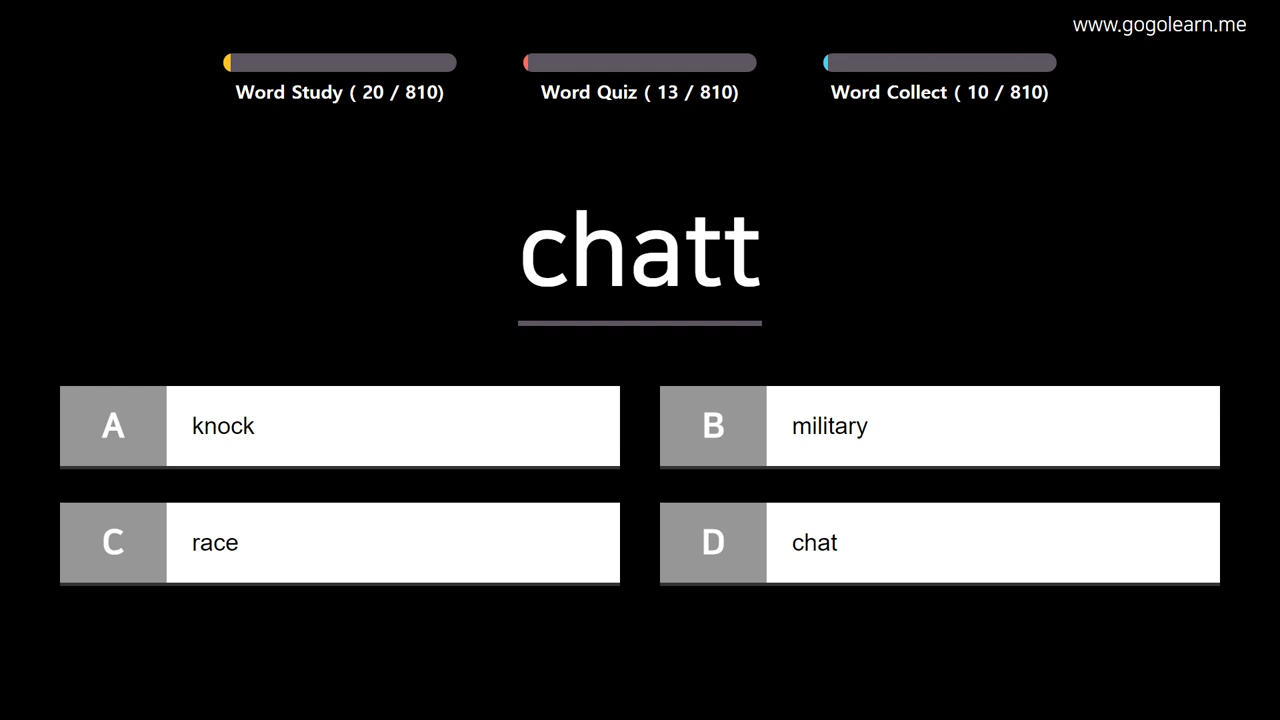 www.gogolearn.me
Word Study ( 20 / 810)
Word Quiz ( 13 / 810)
Word Collect ( 10 / 810)
chatt
A knock
B military
C race
D chat